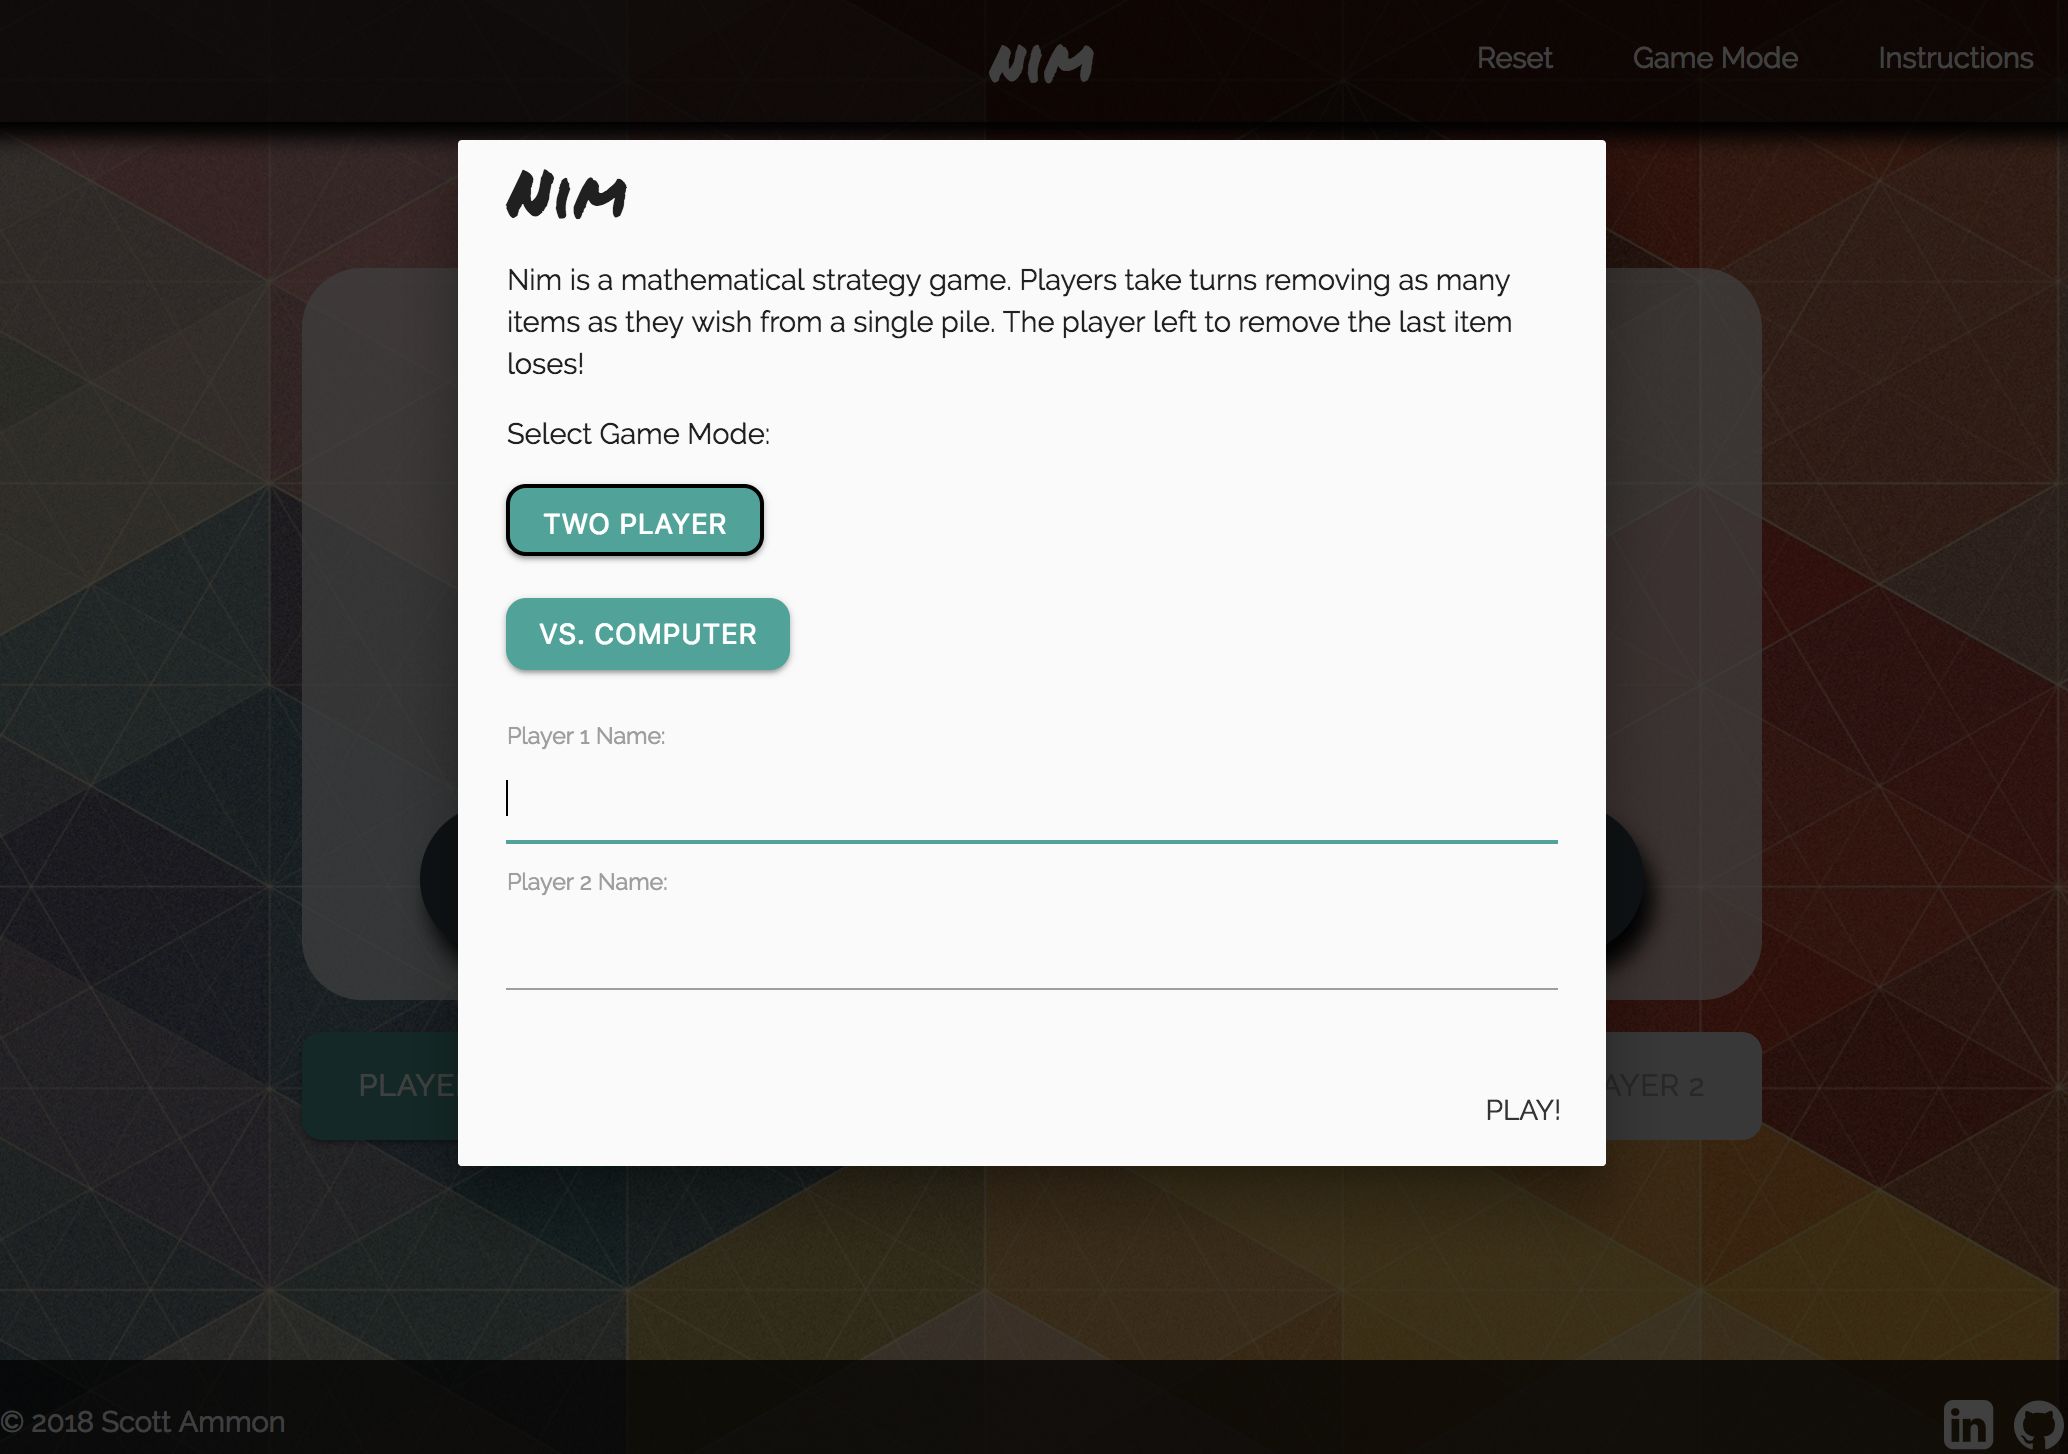 NIM
Reset
Game Mode
Instructions
NIM
Nim is a mathematical strategy game. Players take turns removing as many
items as they wish from a single pile. The player left to remove the last item
loses!
Select Game Mode:
TWO PLAYER
VS. COMPUTER
Player 1 Name:
Player 2 Name:
PLAYE
AYER 2
PLAY!
© 2018 Scott Ammon
in